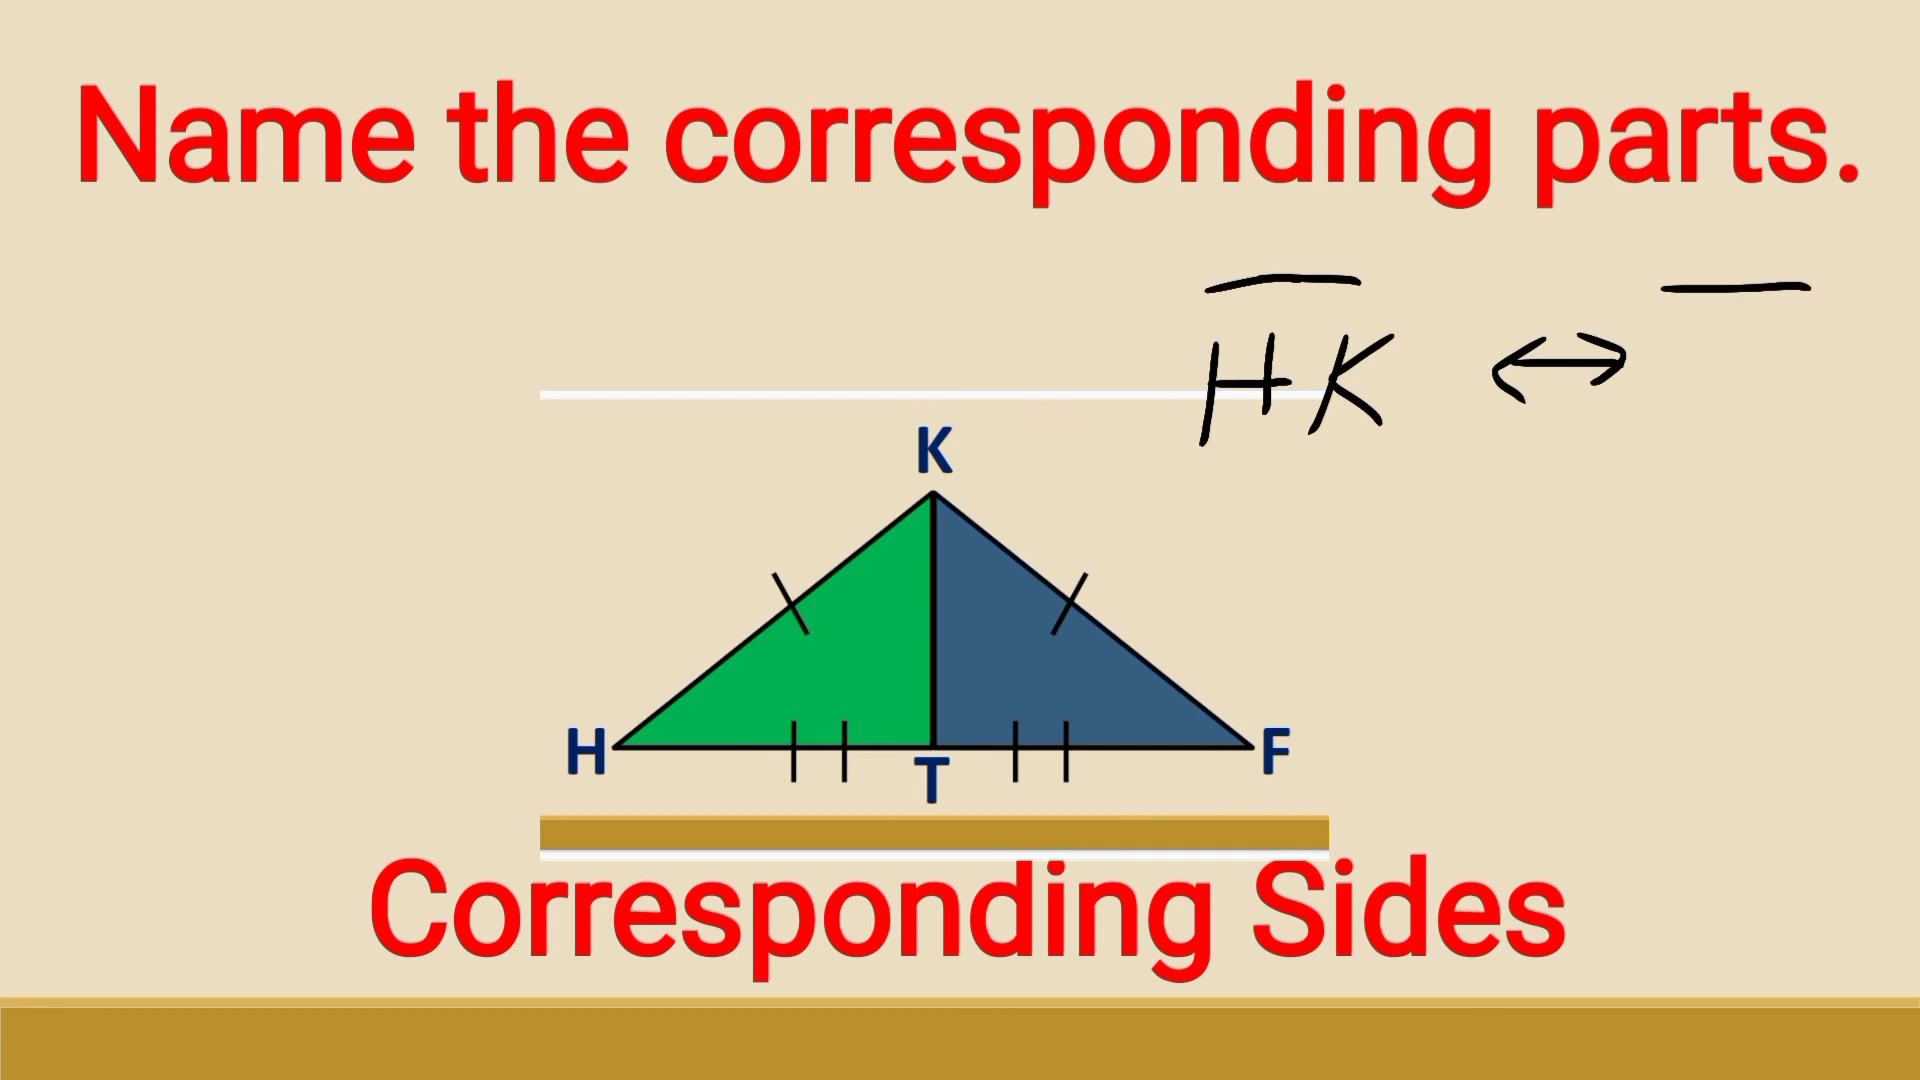 Name the corresponding parts.
HK ↔
K
H
F
T
Corresponding Sides